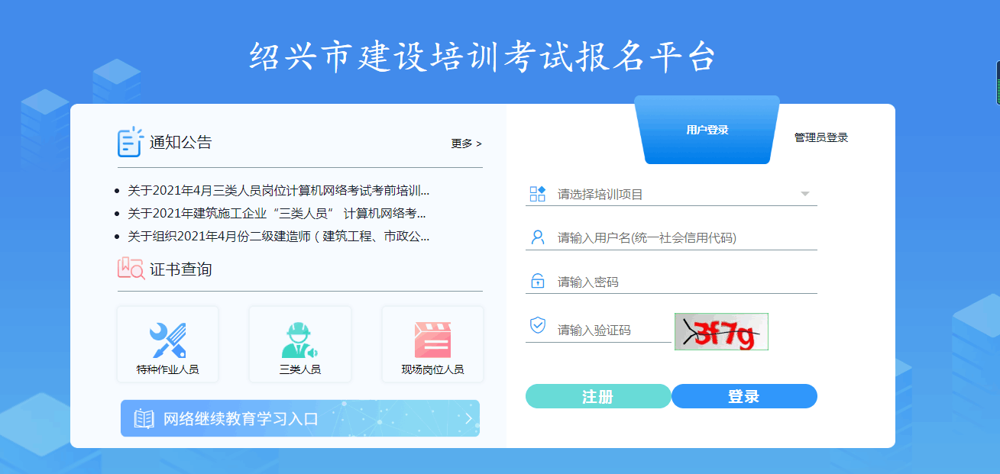 绍兴市建设培训考试报名平台
通知公告
更多 >
关于2021年4月三类人员岗位计算机网络考试考前培训...
关于2021年建筑施工企业“三类人员” 计算机网络考...
关于组织2021年4月份二级建造师（建筑工程、市政公...
证书查询
特种作业人员
三类人员
现场岗位人员
网络继续教育学习入口
用户登录
管理员登录
请选择培训项目
请输入用户名(统一社会信用代码)
请输入密码
请输入验证码
3f7g
注册
登录